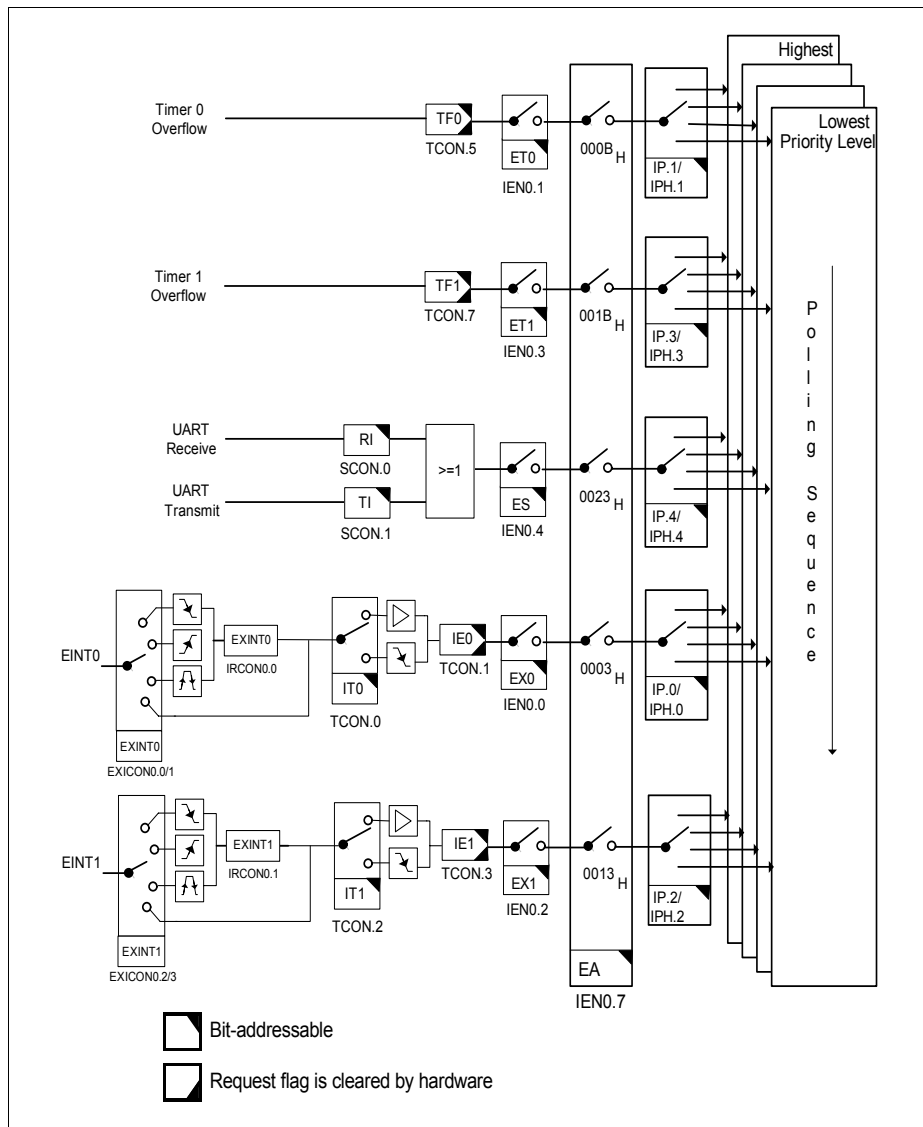 Highest
Lowest
Priority Level
Timer 0
Overflow
TF0
TCON.5
ET0
IEN0.1
000B H
IP.1/
IPH.1
Timer 1
Overflow
TF1
TCON.7
ET1
IEN0.3
001B H
IP.3/
IPH.3
UART
Receive
RI
SCON.0
UART
Transmit
TI
SCON.1
>=1
ES
IEN0.4
0023 H
IP.4/
IPH.4
Polling Sequence
EINT0
EXINT0
EXICON0.0/1
EXINT0
IRCON0.0
IT0
TCON.0
IE0
TCON.1
EX0
IEN0.0
0003 H
IP.0/
IPH.0
EINT1
EXINT1
EXICON0.2/3
EXINT1
IRCON0.1
IT1
TCON.2
IE1
TCON.3
EX1
IEN0.2
0013 H
IP.2/
IPH.2
EA
IEN0.7
Bit-addressable
Request flag is cleared by hardware